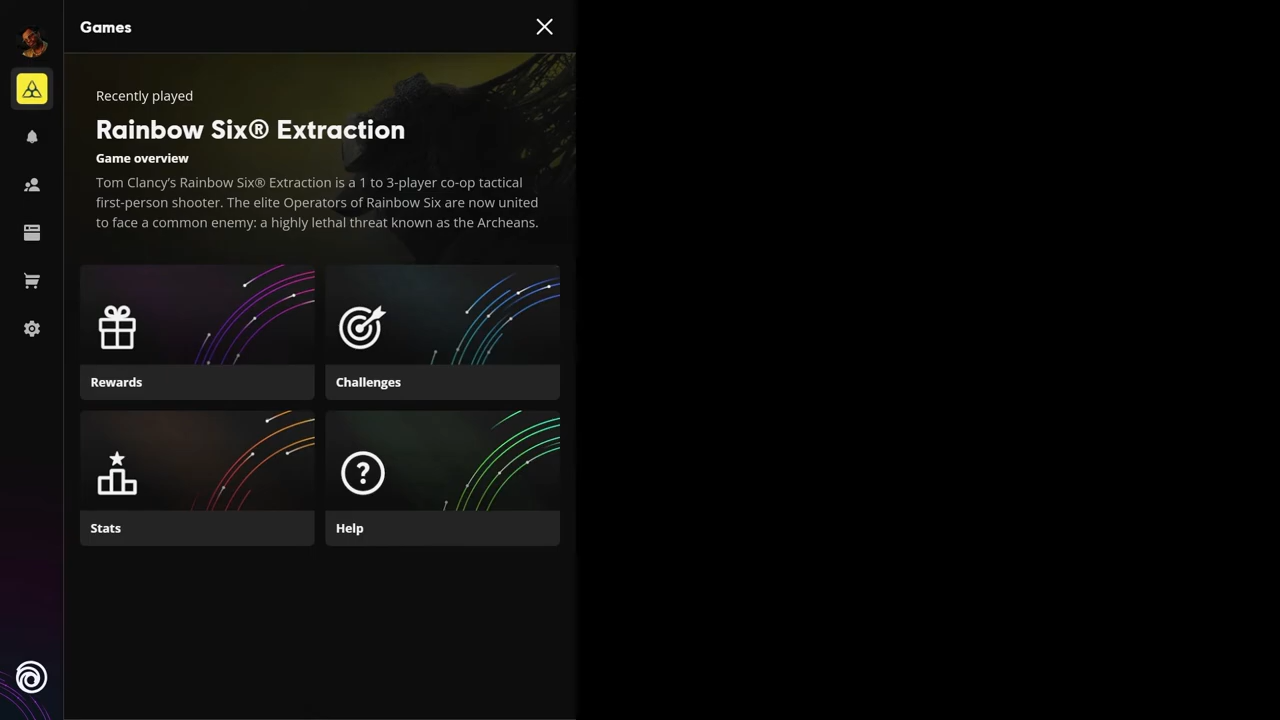 Games
Recently played
Rainbow Six® Extraction
Game overview
Tom Clancy's Rainbow Six® Extraction is a 1 to 3-player co-op tactical
first-person shooter. The elite Operators of Rainbow Six are now united
to face a common enemy: a highly lethal threat known as the Archeans.
Rewards
Challenges
Stats
Help